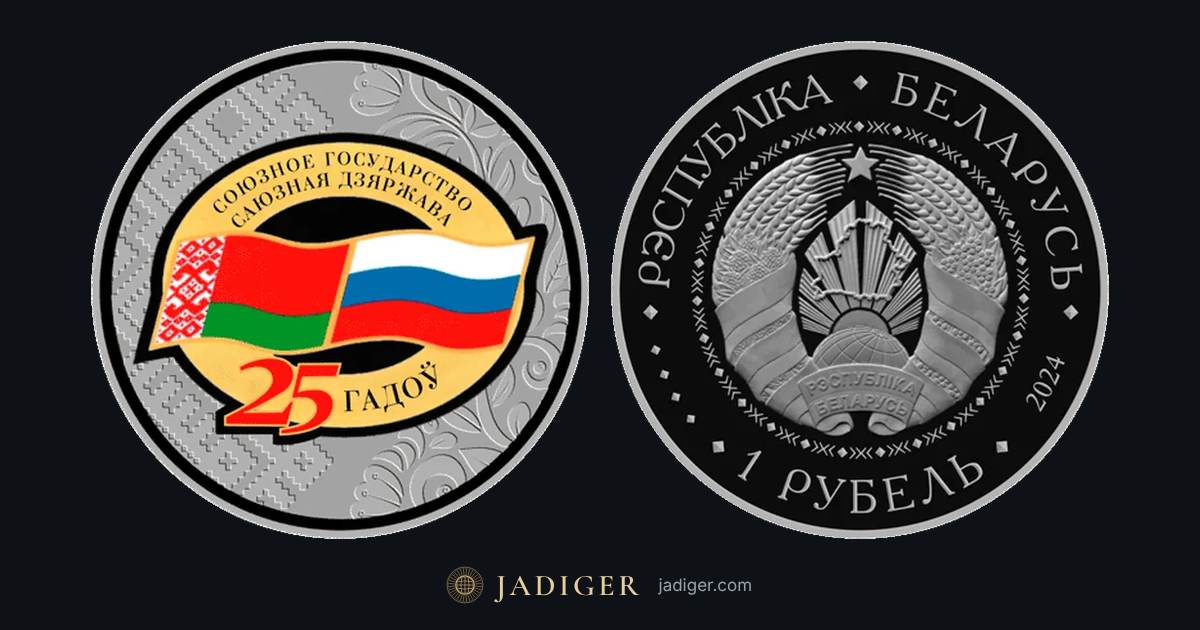 СОЮЗНОЕ ГОСУДАРСТВО
САЮЗНАЯ ДЗЯРЖАВА
25 ГАДОЎ
РЭСПУБЛІКА • БЕЛАРУСЬ
РЭСПУБЛІКА
БЕЛАРУСЬ
2024
1 РУБЕЛЬ
JADIGER jadiger.com